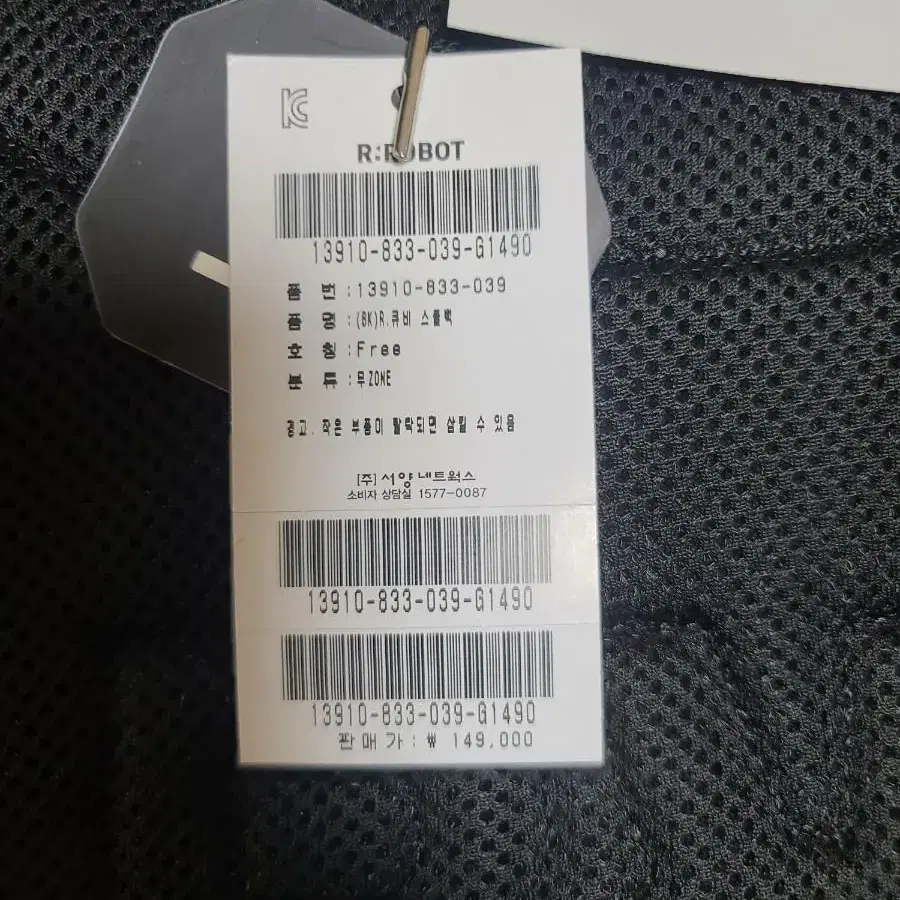 KC
R:ROBOT
13910-833-039-G1490
품 번 :13910-833-039
품 명 :(BK)R.큐비 스쿨백
호 칭 :Free
분 류 :무ZONE
경고. 작은 부품이 탈락되면 삼킬 수 있음
[주] 서양네트웍스
소비자 상담실 1577-0087
13910-833-039-G1490
13910-833-039-G1490
판매가 : ₩ 149,000